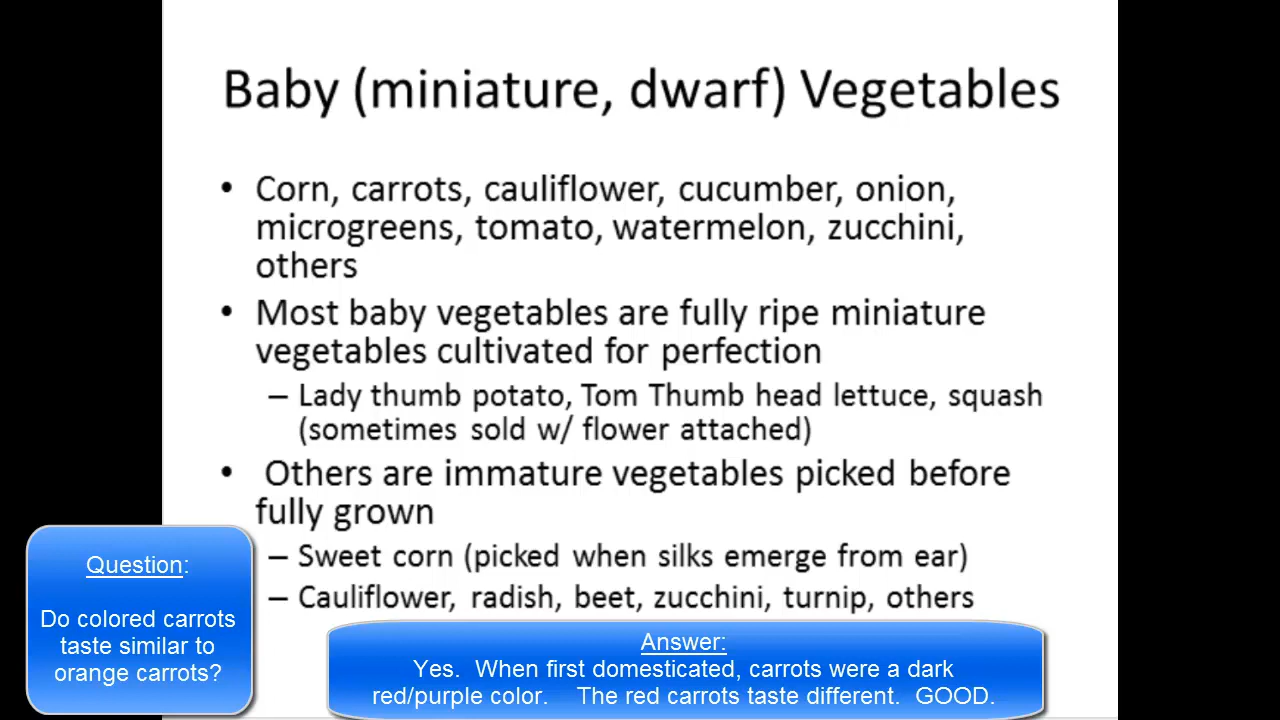 Baby (miniature, dwarf) Vegetables
• Corn, carrots, cauliflower, cucumber, onion,
microgreens, tomato, watermelon, zucchini,
others
• Most baby vegetables are fully ripe miniature
vegetables cultivated for perfection
– Lady thumb potato, Tom Thumb head lettuce, squash
(sometimes sold w/ flower attached)
• Others are immature vegetables picked before
fully grown
– Sweet corn (picked when silks emerge from ear)
– Cauliflower, radish, beet, zucchini, turnip, others
Question:
Do colored carrots
taste similar to
orange carrots?
Answer:
Yes. When first domesticated, carrots were a dark
red/purple color. The red carrots taste different. GOOD.